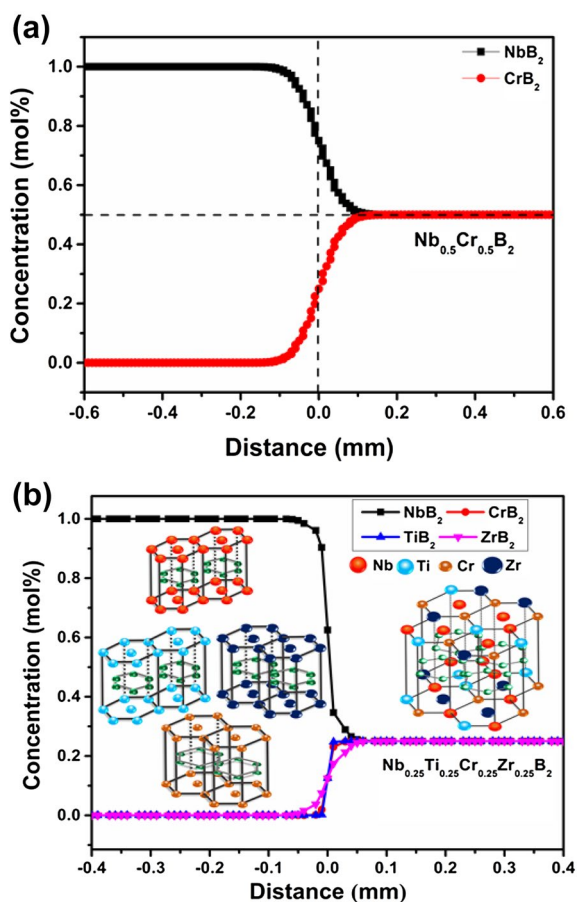 (a)
NbB₂
CrB₂
Concentration (mol%)
1.0
0.8
0.6
0.4
0.2
0.0
Nb₀.₅Cr₀.₅B₂
-0.6 -0.4 -0.2 0.0 0.2 0.4 0.6
Distance (mm)
(b)
NbB₂ CrB₂
TiB₂ ZrB₂
Nb Ti Cr Zr
Concentration (mol%)
1.0
0.8
0.6
0.4
0.2
0.0
Nb₀.₂₅Ti₀.₂₅Cr₀.₂₅Zr₀.₂₅B₂
-0.4 -0.3 -0.2 -0.1 0.0 0.1 0.2 0.3 0.4
Distance (mm)